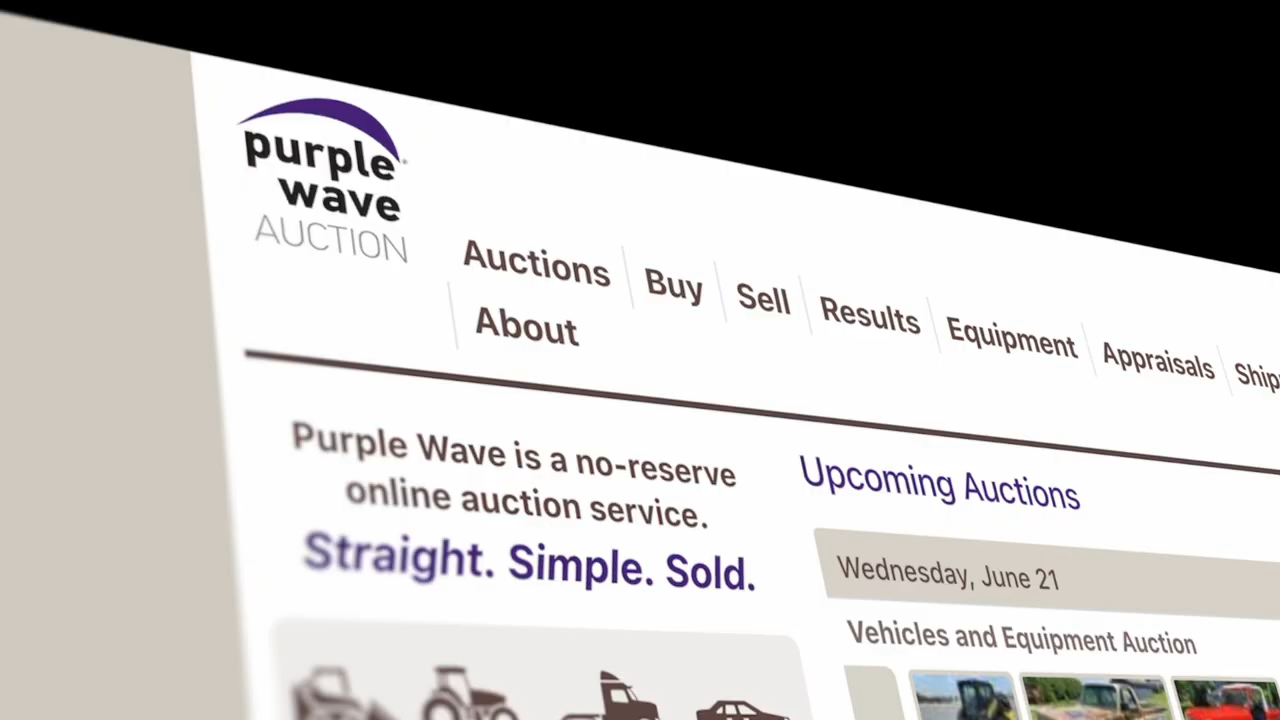 purple
wave
AUCTION
Auctions Buy Sell Results Equipment Appraisals
About
Purple Wave is a no-reserve
online auction service.
Straight. Simple. Sold.
Upcoming Auctions
Wednesday, June 21
Vehicles and Equipment Auction